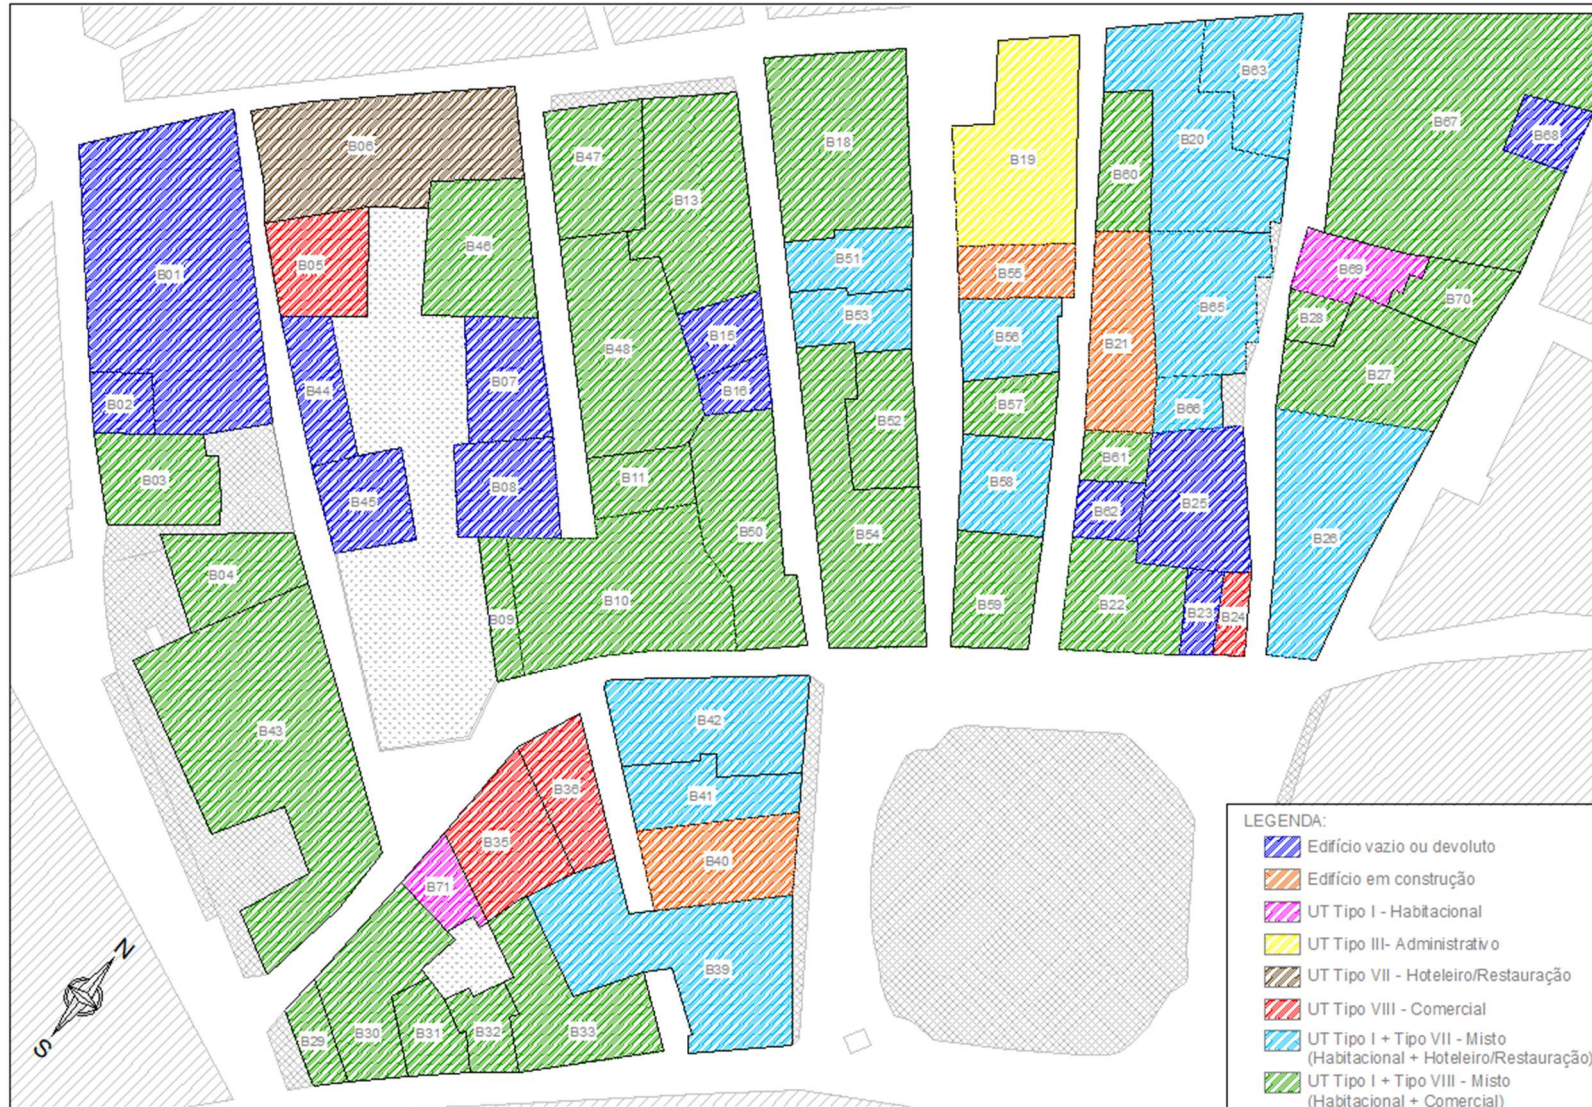 B63
B67
B68
B06
B47
B13
B18
B19
B60
B20
B46
B01
B05
B51
B55
B65
B69
B70
B53
B28
B15
B48
B56
B21
B44
B07
B16
B57
B66
B27
B02
B52
B03
B11
B61
B45
B08
B58
B62
B25
B50
B54
B26
B04
B09
B10
B59
B22
B23
B24
B42
B43
B41
B36
B35
B40
B71
B39
B29
B30
B31
B32
B33
N
S
LEGENDA:
Edifício vazio ou devoluto
Edifício em construção
UT Tipo I - Habitacional
UT Tipo III- Administrativo
UT Tipo VII - Hoteleiro/Restauração
UT Tipo VIII - Comercial
UT Tipo I + Tipo VII - Misto
(Habitacional + Hoteleiro/Restauração)
UT Tipo I + Tipo VIII - Misto
(Habitacional + Comercial)